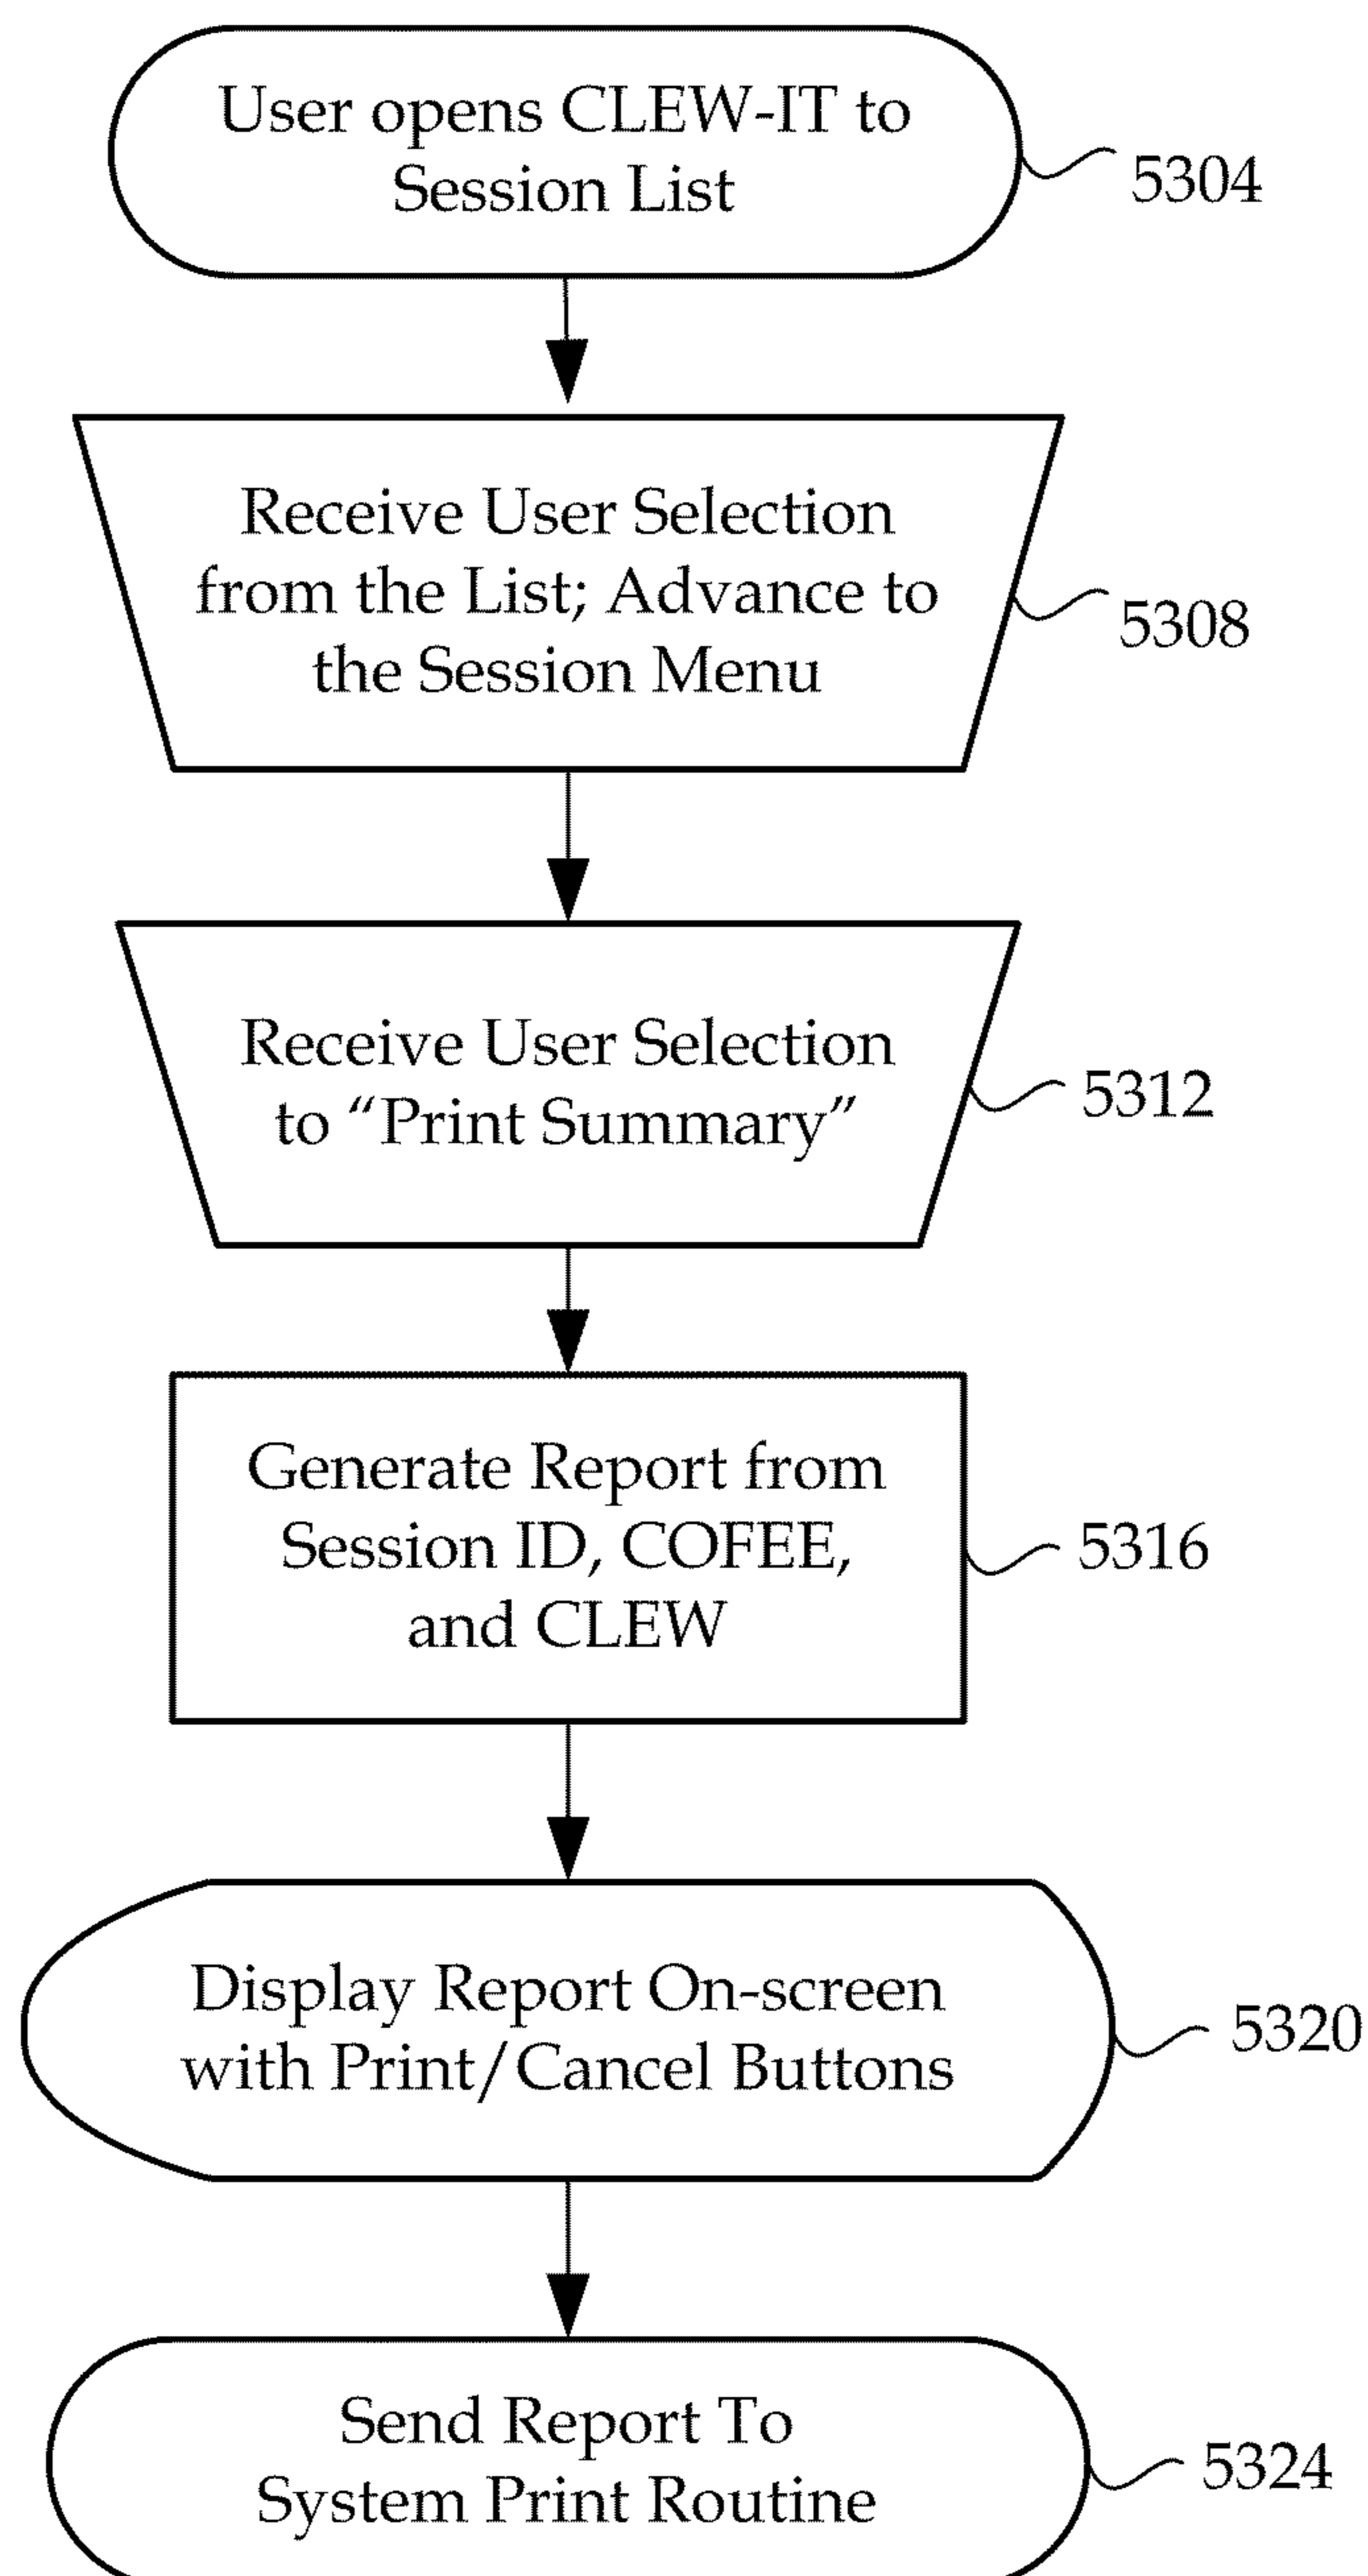 User opens CLEW-IT to
Session List
5304
Receive User Selection
from the List; Advance to
the Session Menu
5308
Receive User Selection
to “Print Summary”
5312
Generate Report from
Session ID, COFEE,
and CLEW
5316
Display Report On-screen
with Print/Cancel Buttons
5320
Send Report To
System Print Routine
5324